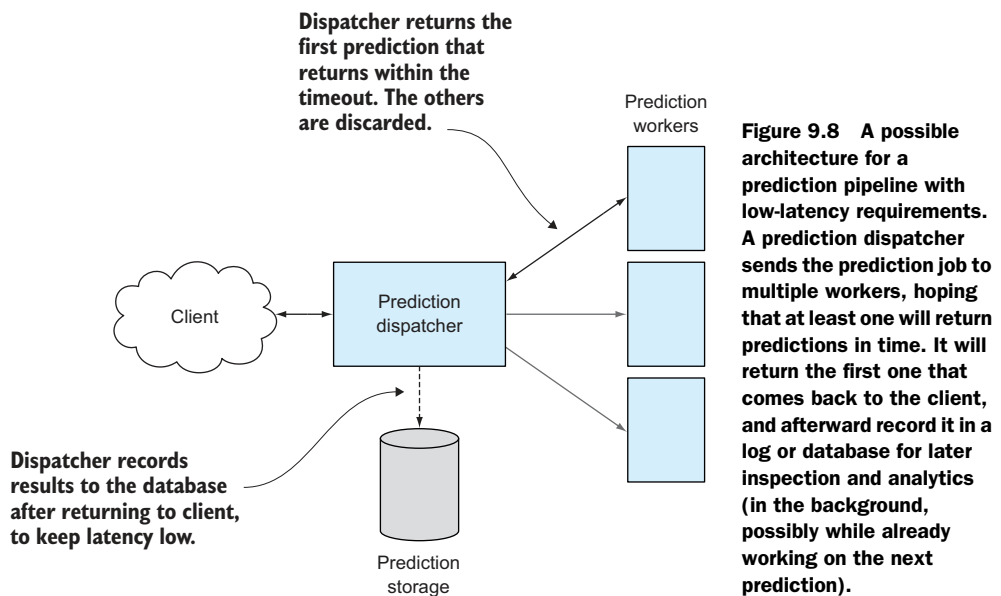 Dispatcher returns the
first prediction that
returns within the
timeout. The others
are discarded.
Prediction
workers
Client
Prediction
dispatcher
Dispatcher records
results to the database
after returning to client,
to keep latency low.
Prediction
storage
Figure 9.8 A possible
architecture for a
prediction pipeline with
low-latency requirements.
A prediction dispatcher
sends the prediction job to
multiple workers, hoping
that at least one will return
predictions in time. It will
return the first one that
comes back to the client,
and afterward record it in a
log or database for later
inspection and analytics
(in the background,
possibly while already
working on the next
prediction).